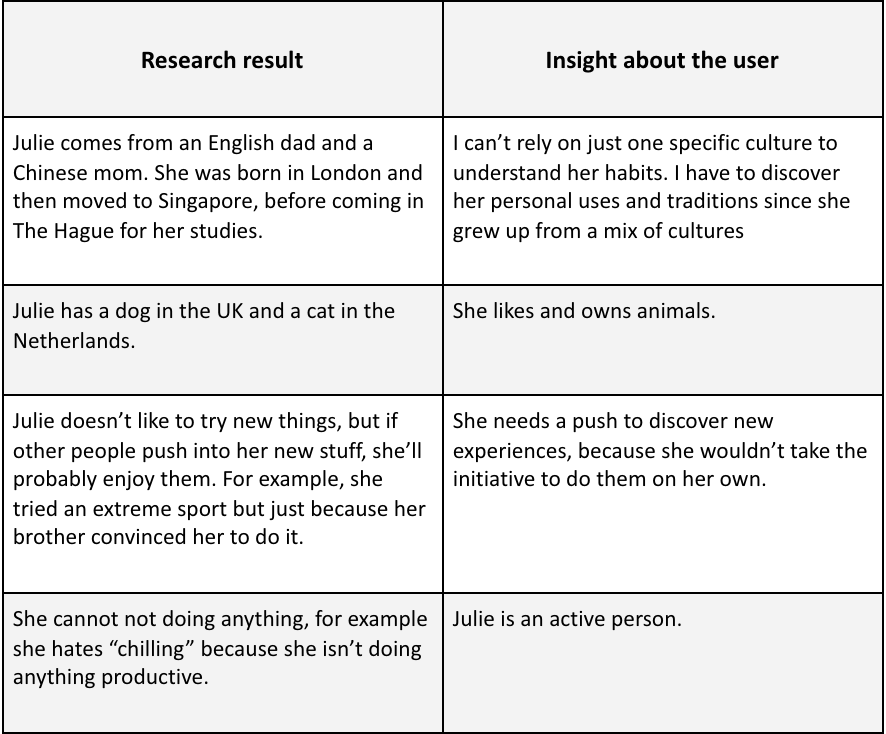 Research result
Insight about the user
Julie comes from an English dad and a
Chinese mom. She was born in London and
then moved to Singapore, before coming in
The Hague for her studies.
I can’t rely on just one specific culture to
understand her habits. I have to discover
her personal uses and traditions since she
grew up from a mix of cultures
Julie has a dog in the UK and a cat in the
Netherlands.
She likes and owns animals.
Julie doesn’t like to try new things, but if
other people push into her new stuff, she’ll
probably enjoy them. For example, she
tried an extreme sport but just because her
brother convinced her to do it.
She needs a push to discover new
experiences, because she wouldn’t take the
initiative to do them on her own.
She cannot not doing anything, for example
she hates “chilling” because she isn’t doing
anything productive.
Julie is an active person.